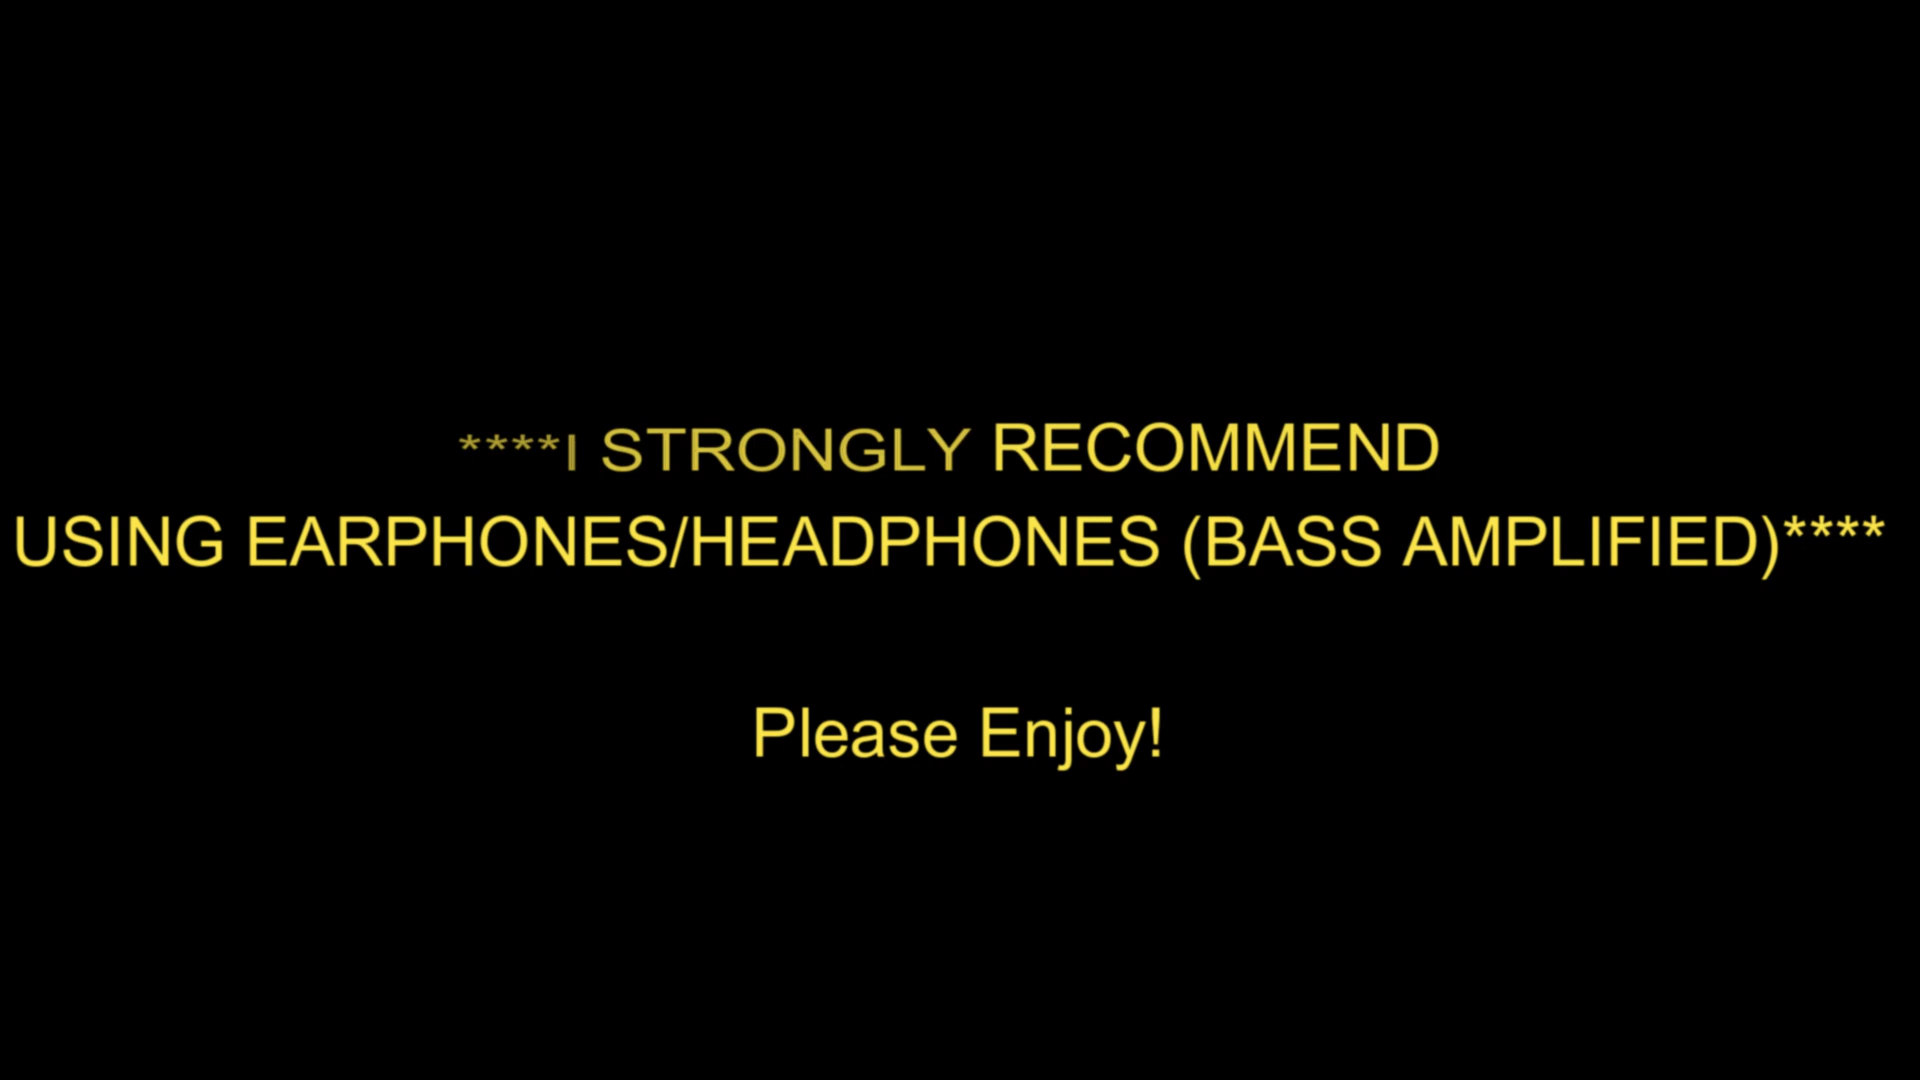 ****I STRONGLY RECOMMEND
USING EARPHONES/HEADPHONES (BASS AMPLIFIED)****
Please Enjoy!